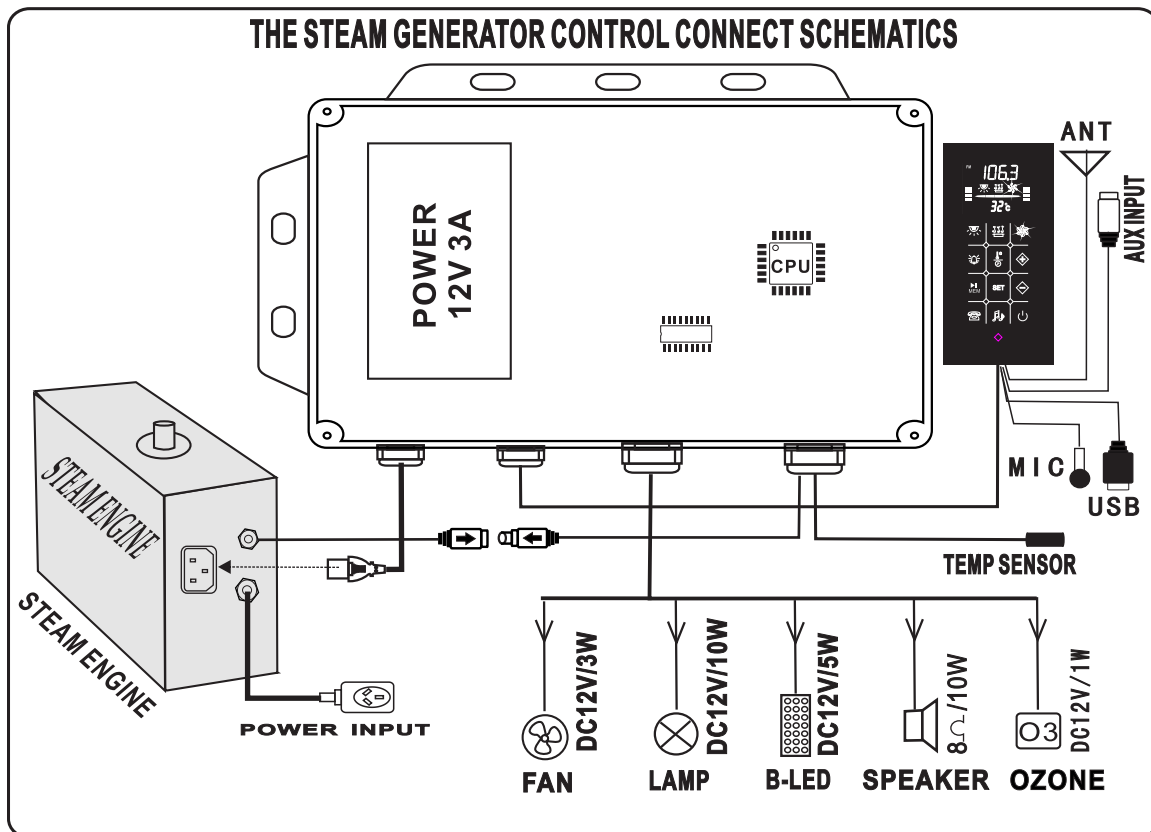 THE STEAM GENERATOR CONTROL CONNECT SCHEMATICS
POWER
12V 3A
CPU
FM
106.3
32°c
MEM
SET
ANT
AUX INPUT
MIC
USB
TEMP SENSOR
STEAM ENGINE
STEAM ENGINE
POWER INPUT
DC12V/3W
FAN
DC12V/10W
LAMP
DC12V/5W
B-LED
8Ω/10W
SPEAKER
O3
DC12V/1W
OZONE